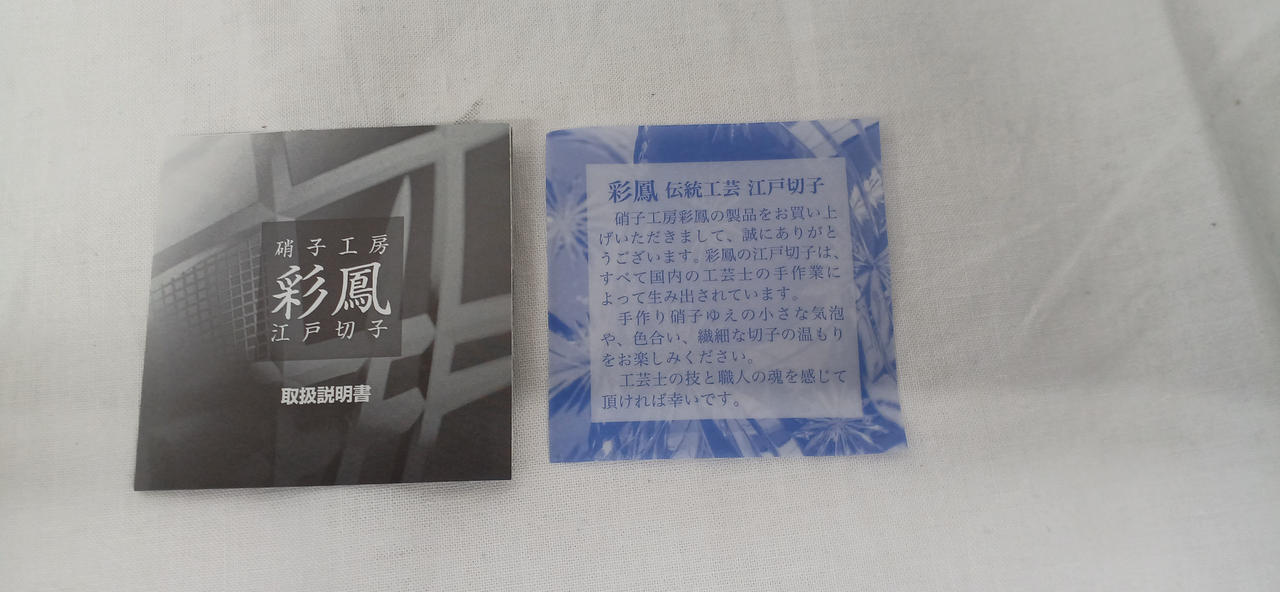 硝子工房
彩鳳
江戸切子
取扱説明書
彩鳳 伝統工芸 江戸切子
硝子工房彩鳳の製品をお買い上
げいただきまして、誠にありがと
うございます。彩鳳の江戸切子は、
すべて国内の工芸士の手作業に
よって生み出されています。
手作り硝子ゆえの小さな気泡
や、色合い、繊細な切子の温もり
をお楽しみください。
工芸士の技と職人の魂を感じて
頂ければ幸いです。